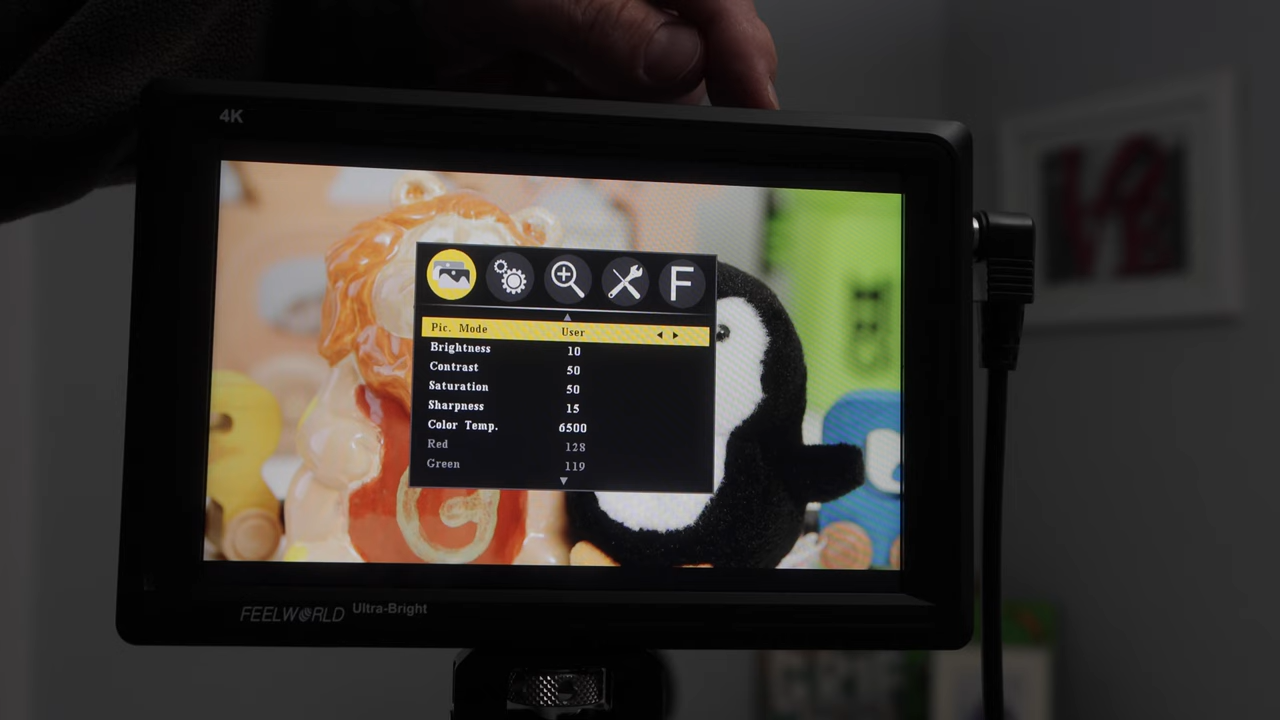 4K
F
Pic. Mode User
Brightness 10
Contrast 50
Saturation 50
Sharpness 15
Color Temp. 6500
Red 128
Green 119
G
FEELWORLD Ultra-Bright